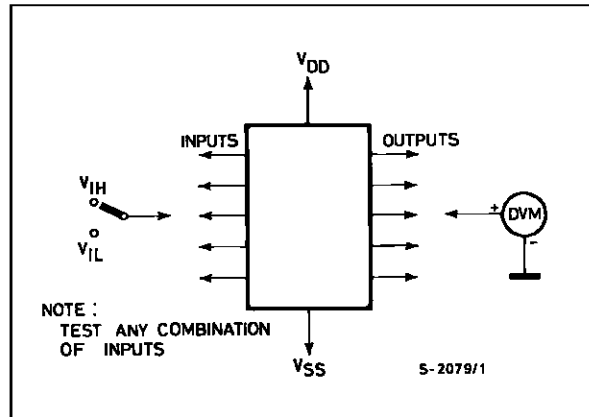 VDD
INPUTS
OUTPUTS
VIH
+
DVM
-
VIL
NOTE :
TEST ANY COMBINATION
OF INPUTS
VSS
S-2079/1